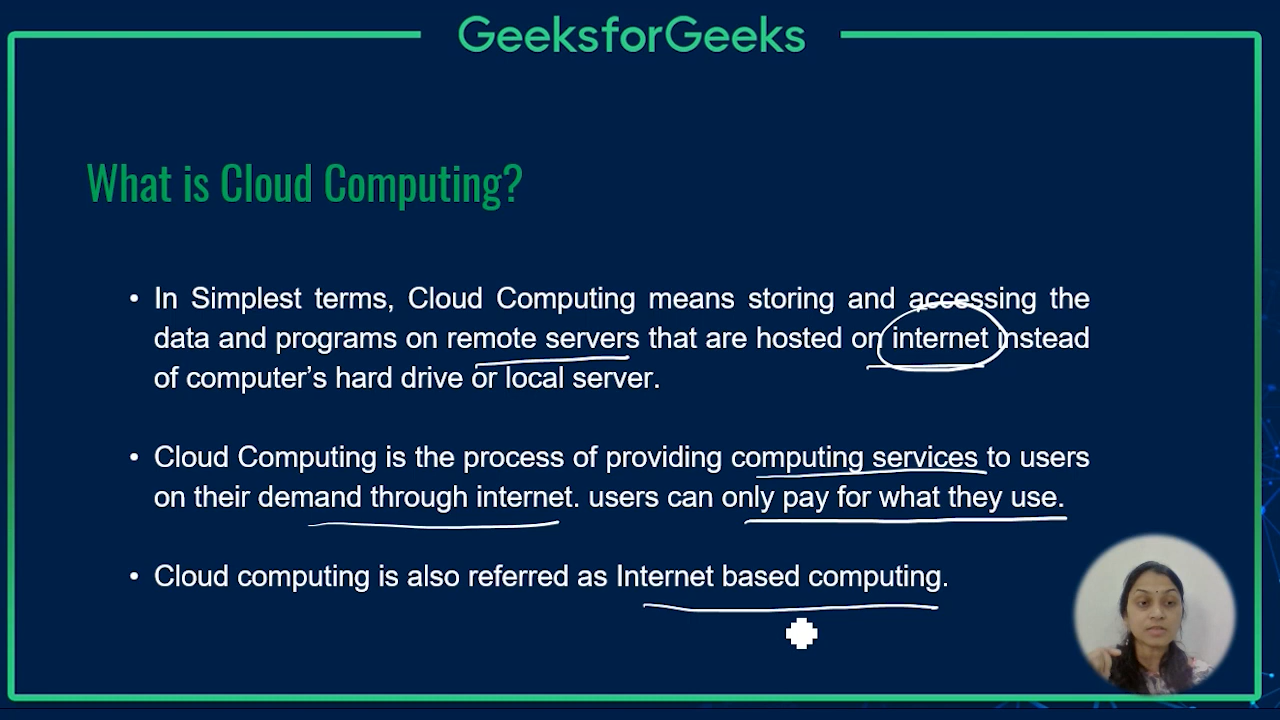 GeeksforGeeks
What is Cloud Computing?
• In Simplest terms, Cloud Computing means storing and accessing the
data and programs on remote servers that are hosted on internet instead
of computer’s hard drive or local server.
• Cloud Computing is the process of providing computing services to users
on their demand through internet. users can only pay for what they use.
• Cloud computing is also referred as Internet based computing.